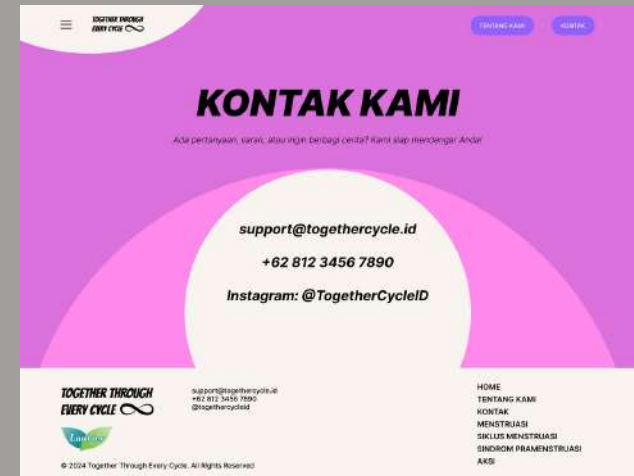 TOGETHER THROUGH
EVERY CYCLE
TENTANG KAMI
KONTAK
KONTAK KAMI
Ada pertanyaan, saran, atau ingin berbagi cerita? Kami siap mendengar Anda!
support@togethercycle.id
+62 812 3456 7890
Instagram: @TogetherCycleID
TOGETHER THROUGH
EVERY CYCLE
Laurier
© 2024 Together Through Every Cycle. All Rights Reserved
support@togethercycle.id
+62 812 3456 7890
@togethercycleid
HOME
TENTANG KAMI
KONTAK
MENSTRUASI
SIKLUS MENSTRUASI
SINDROM PRAMENSTRUASI
AKSI